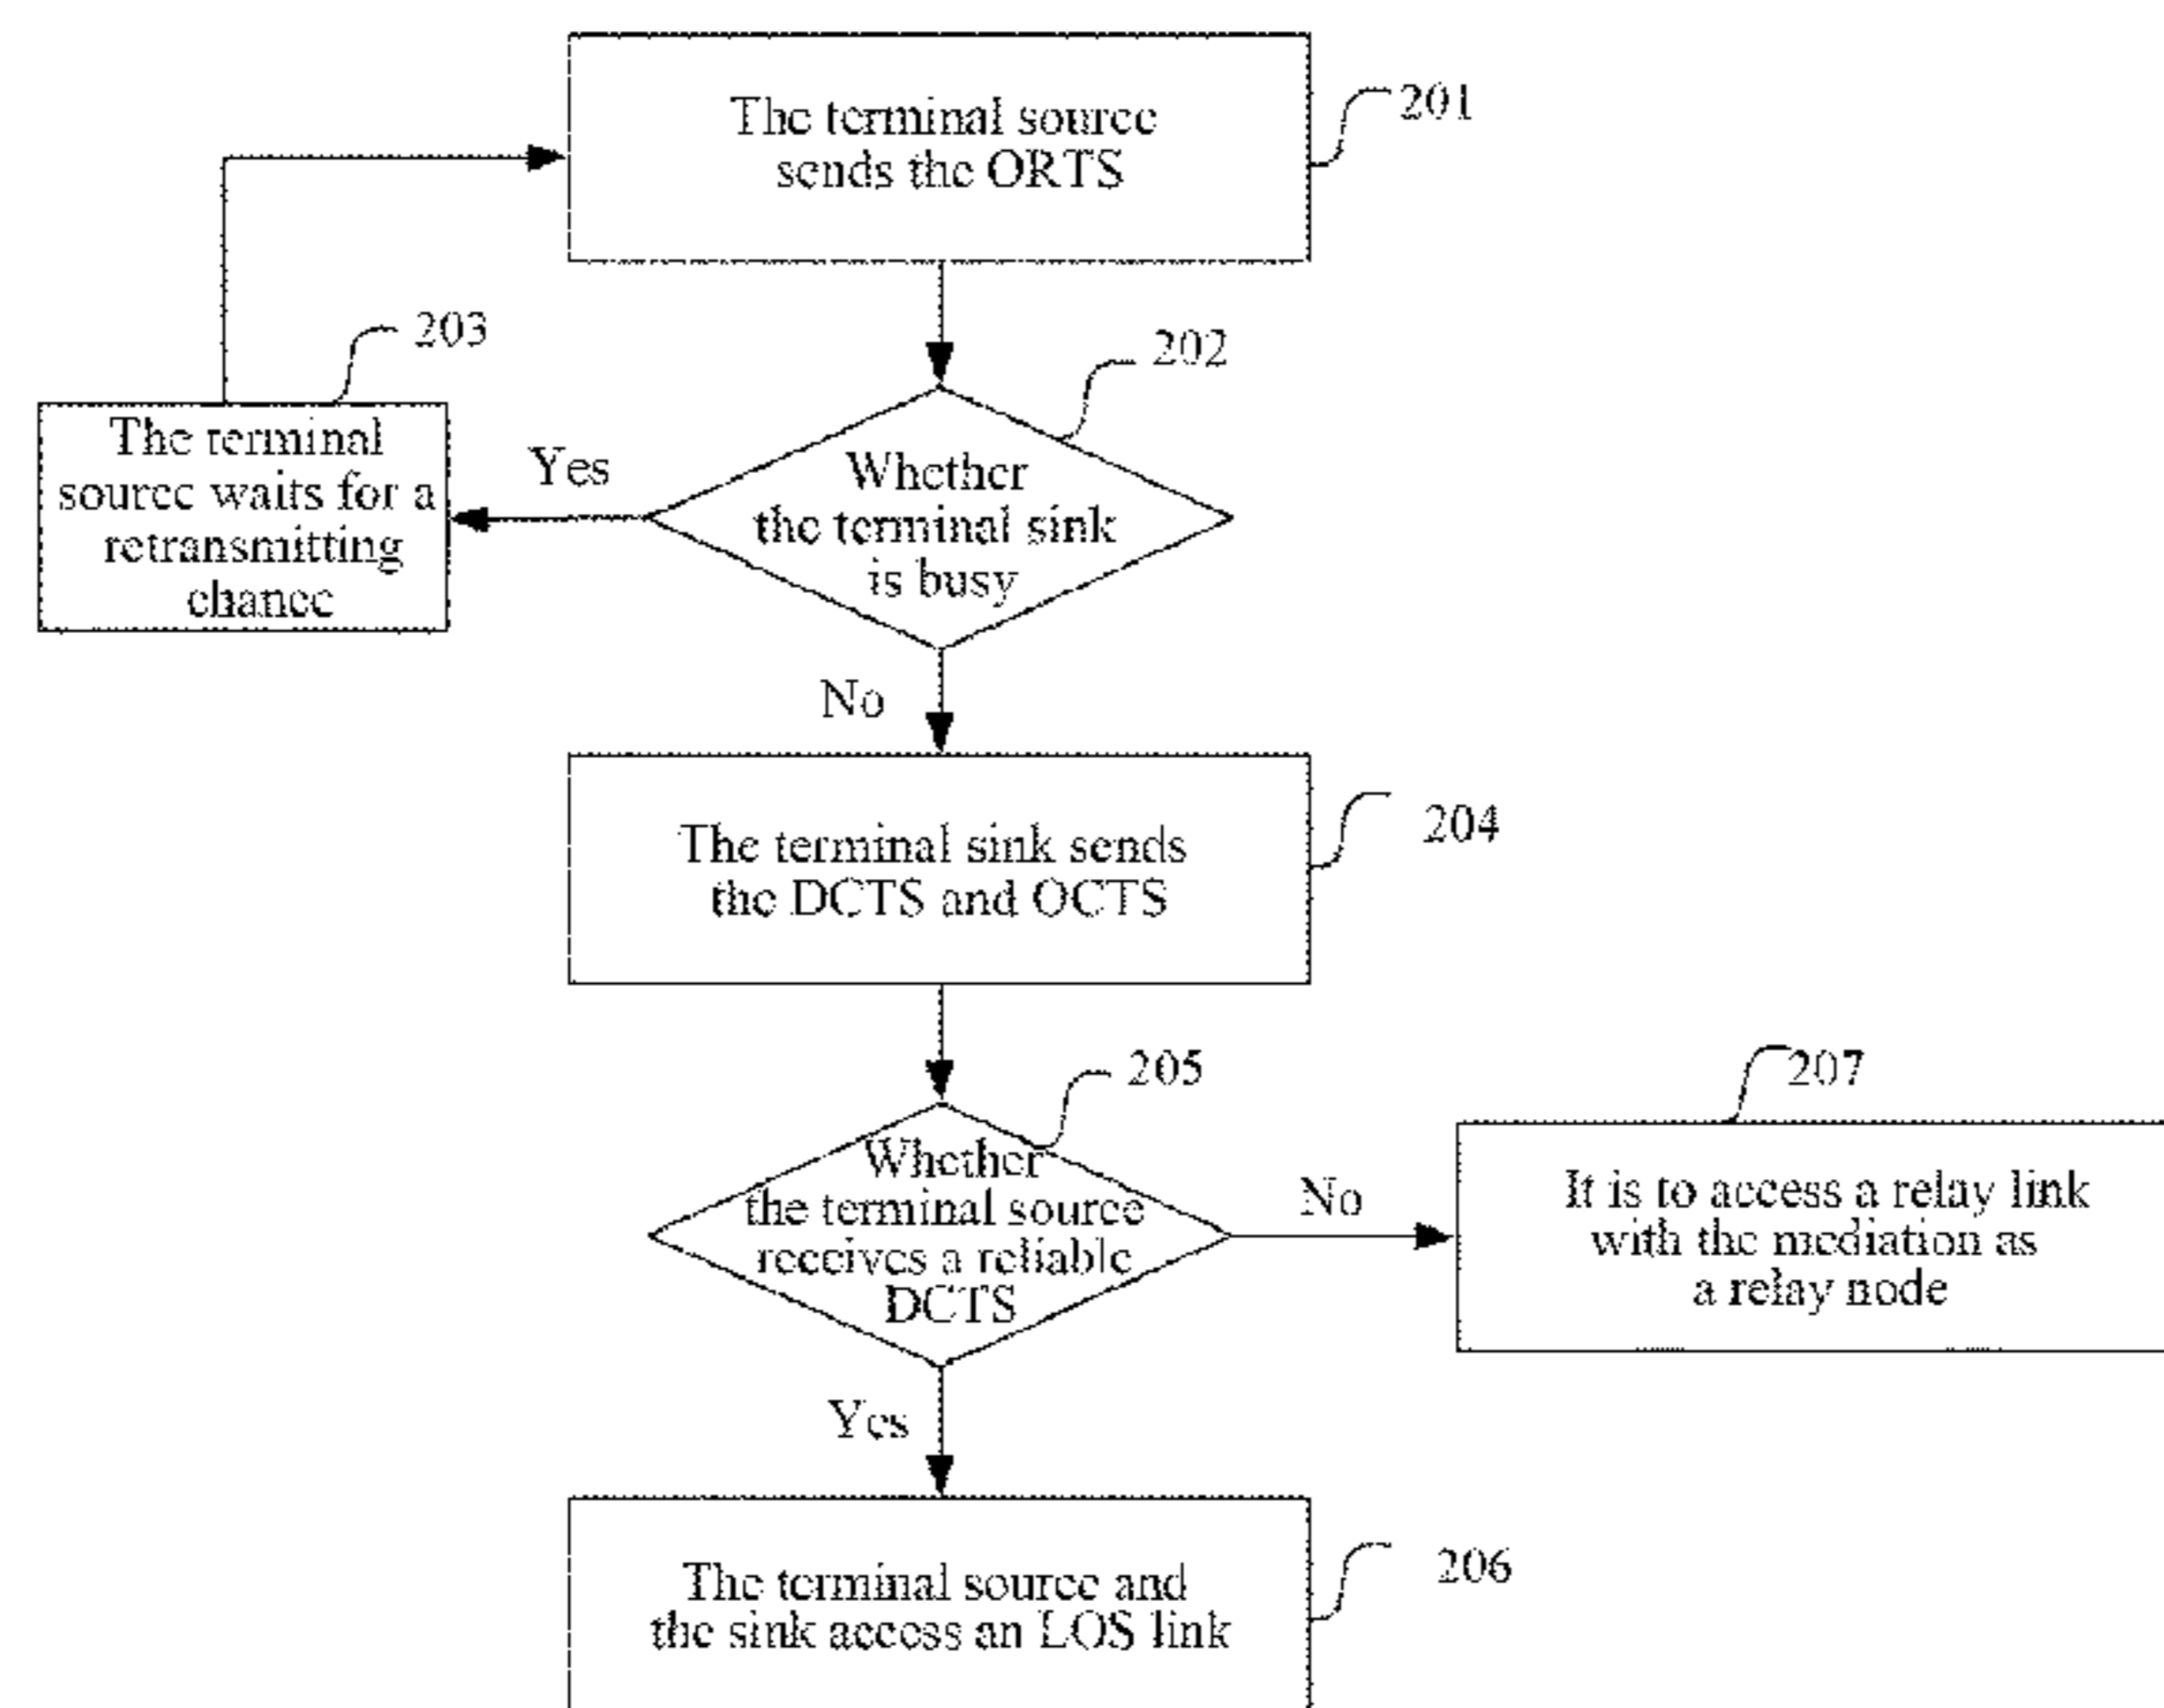 The terminal source
sends the ORTS
201
203
202
The terminal
source waits for a
retransmitting
chance
Yes
Whether
the terminal sink
is busy
No
The terminal sink sends
the DCTS and OCTS
204
205
207
Whether
the terminal source
receives a reliable
DCTS
No
It is to access a relay link
with the mediation as
a relay node
Yes
The terminal source and
the sink access an LOS link
206